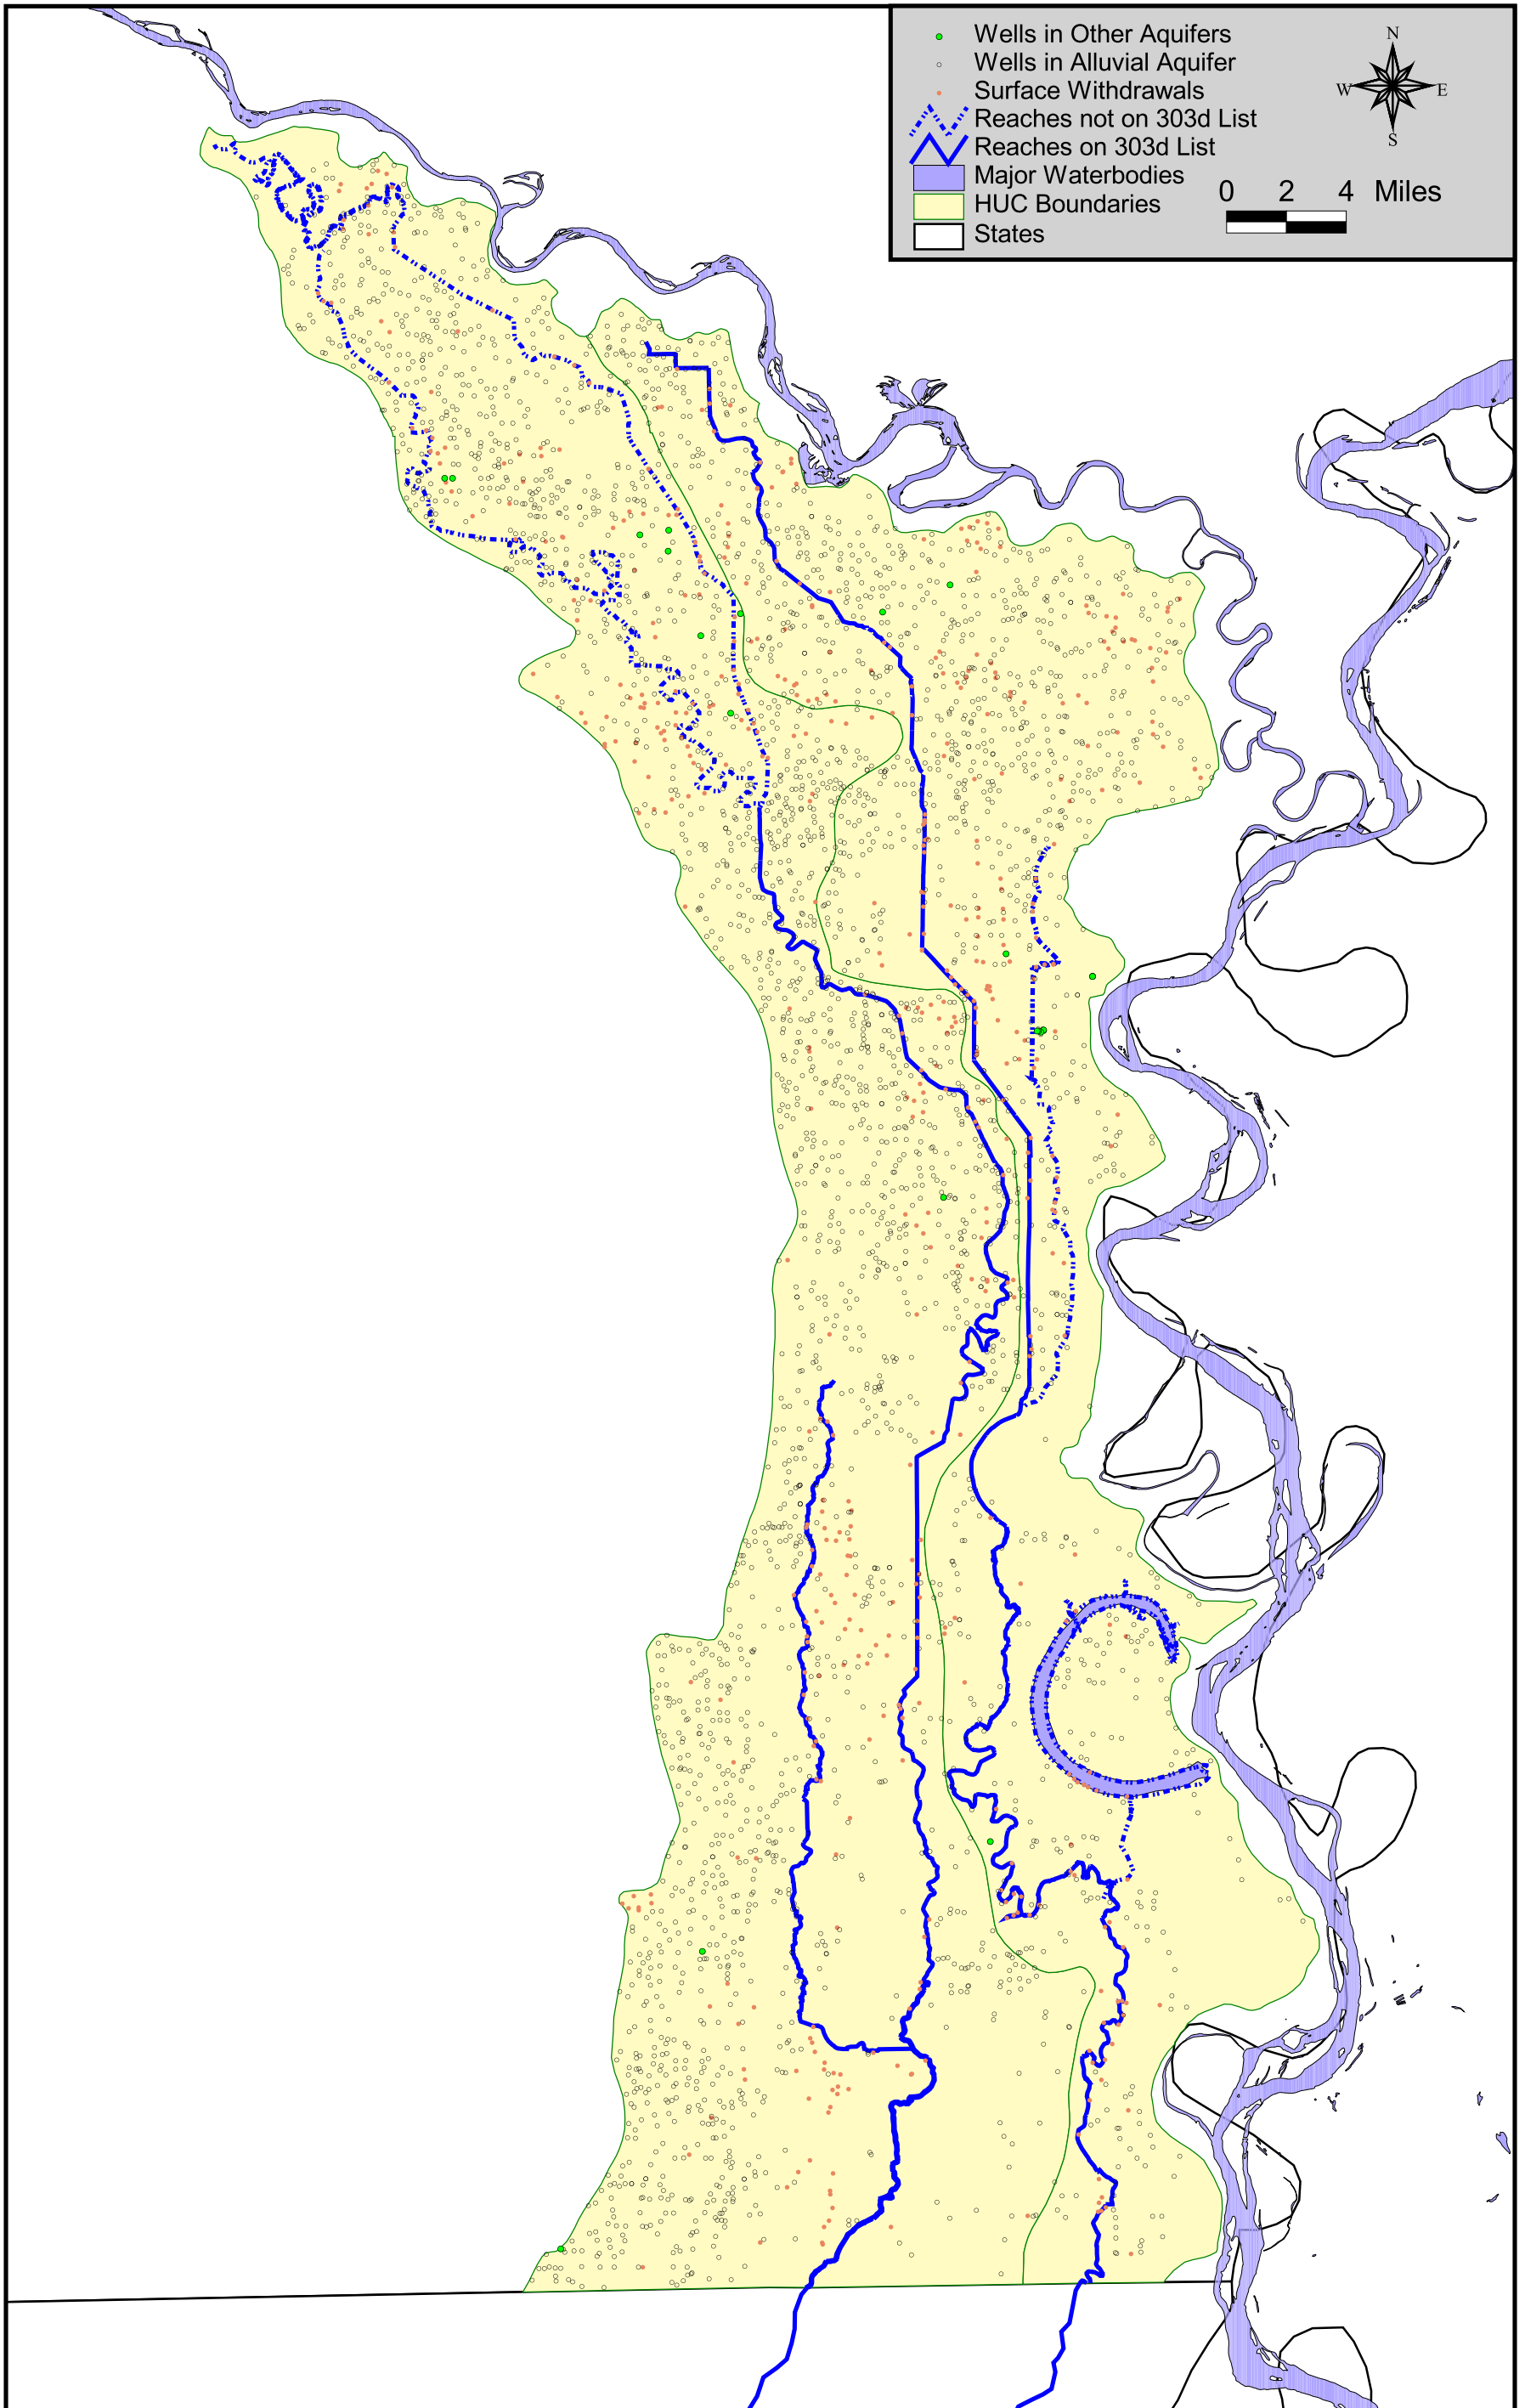 Wells in Other Aquifers
Wells in Alluvial Aquifer
Surface Withdrawals
Reaches not on 303d List
Reaches on 303d List
Major Waterbodies
HUC Boundaries
States
N
W E
S
0 2 4 Miles